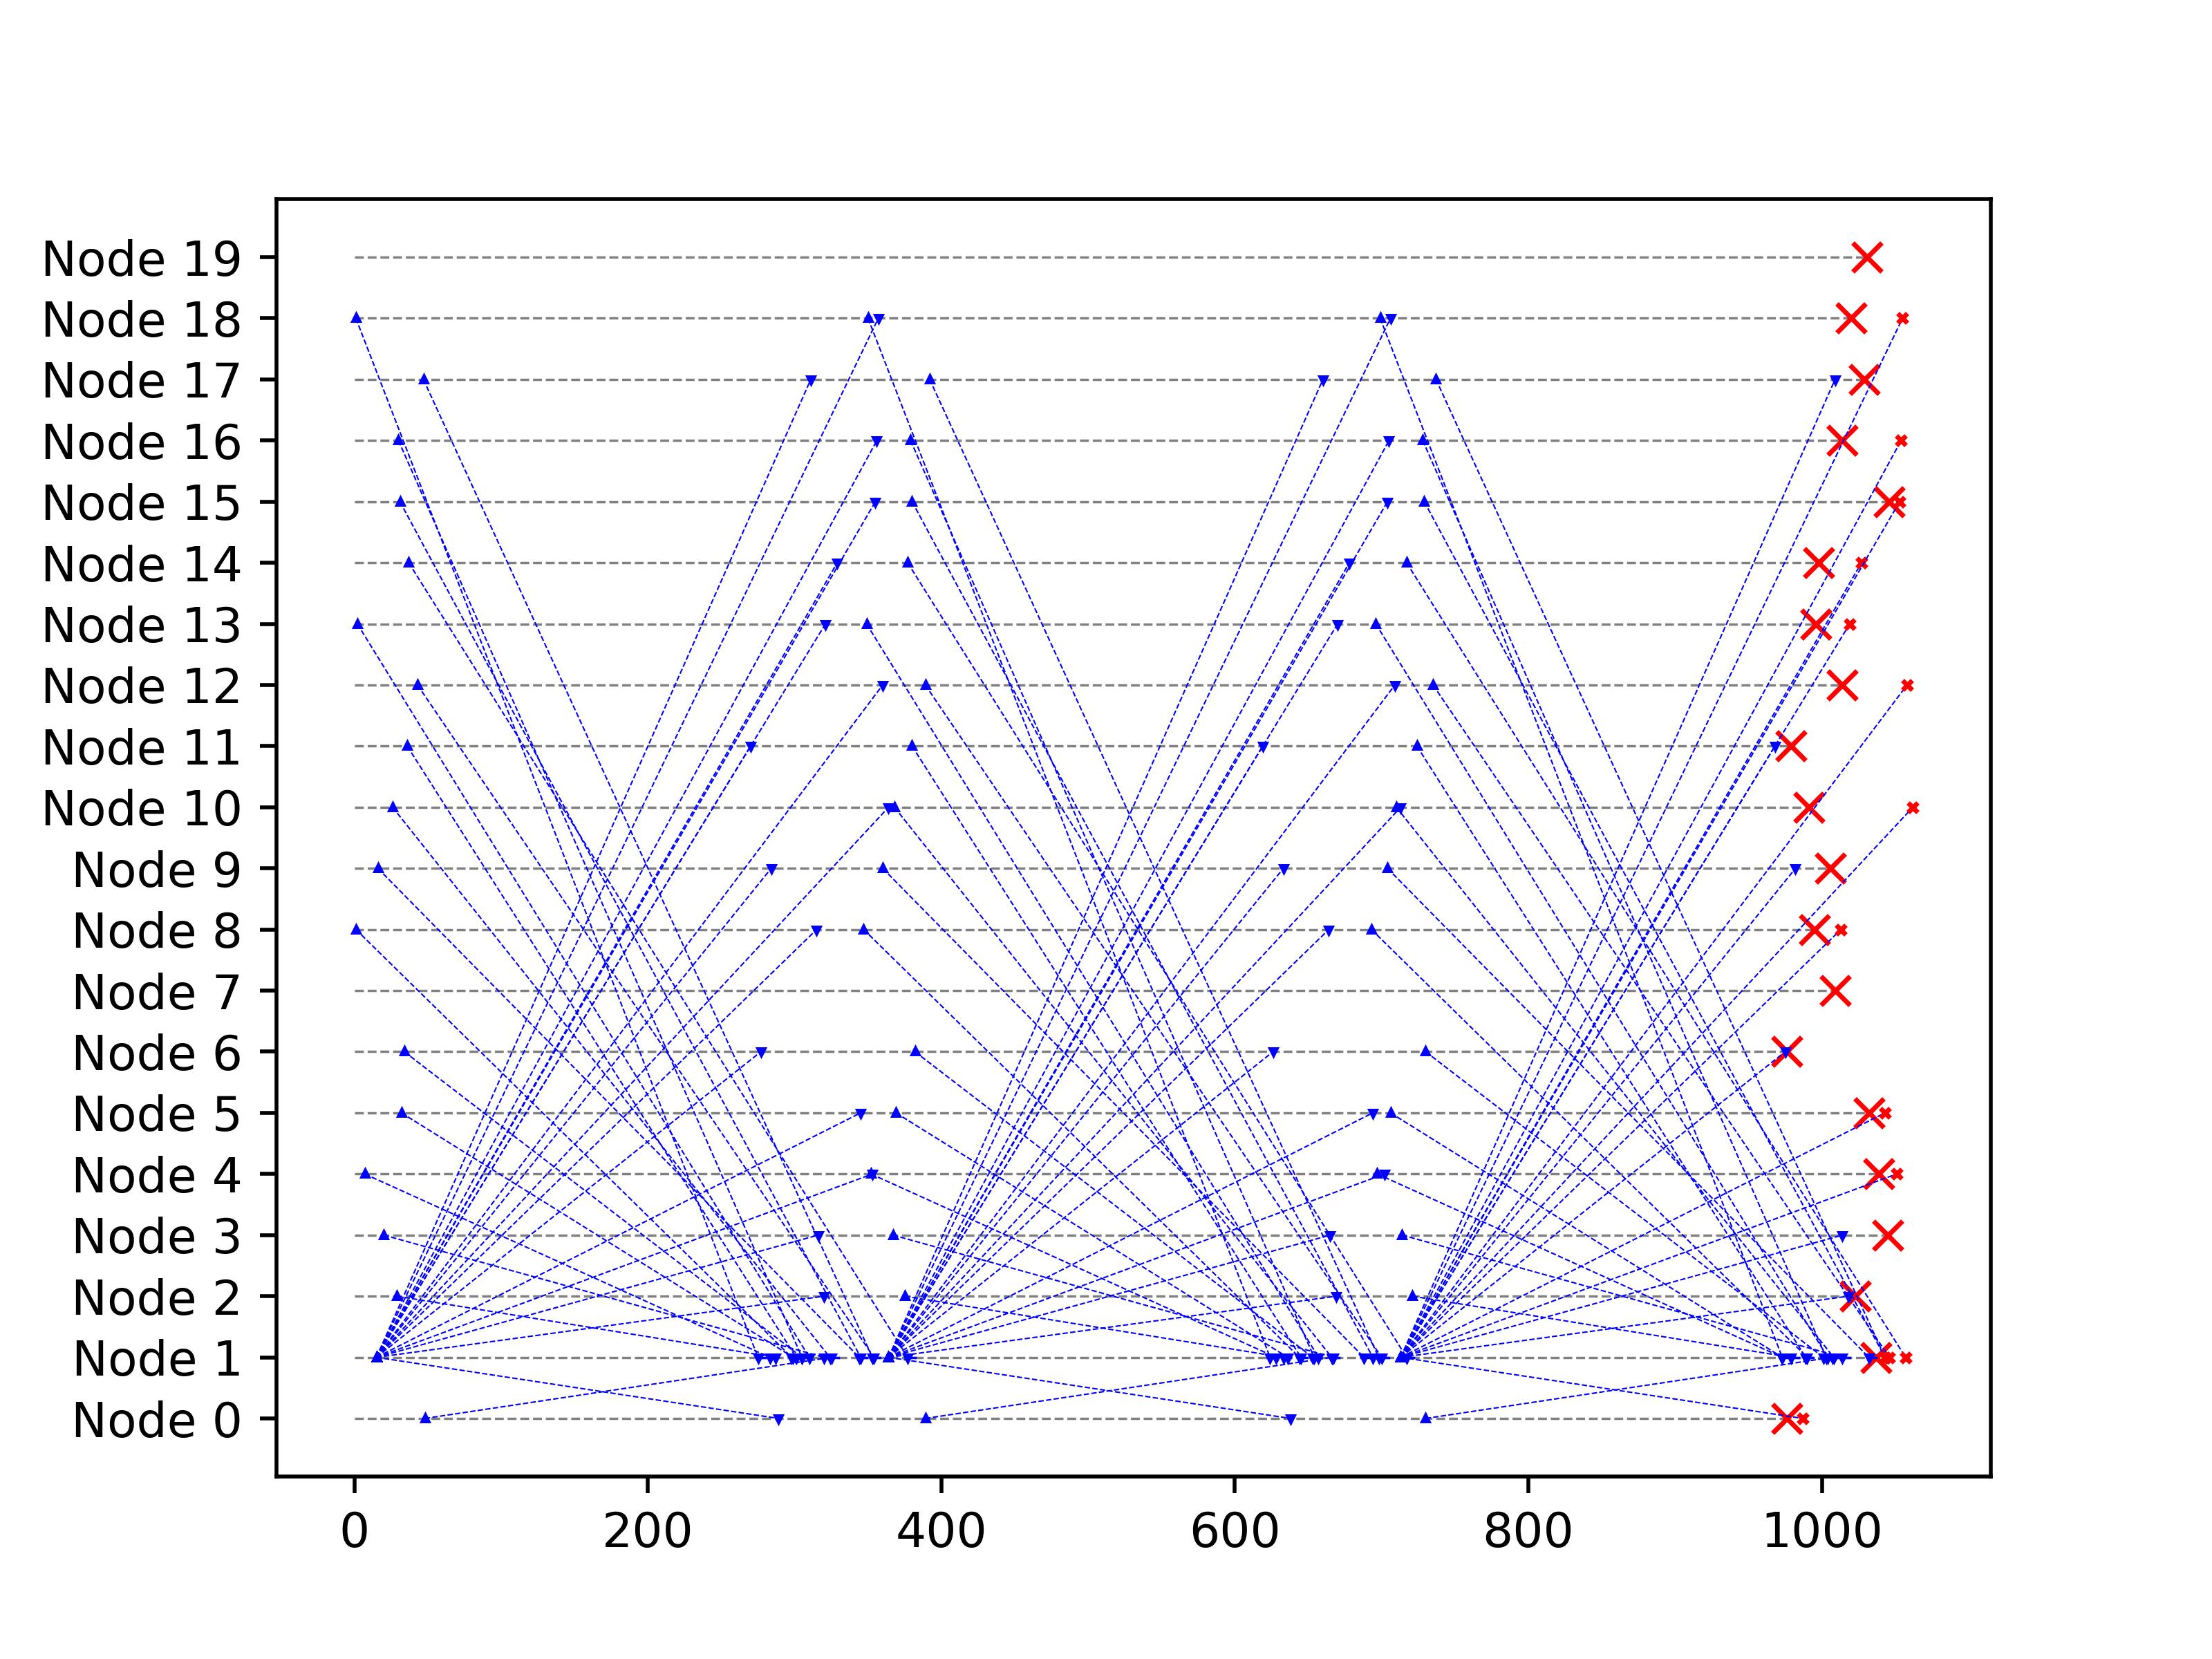 Node 19
Node 18
Node 17
Node 16
Node 15
Node 14
Node 13
Node 12
Node 11
Node 10
Node 9
Node 8
Node 7
Node 6
Node 5
Node 4
Node 3
Node 2
Node 1
Node 0
0 200 400 600 800 1000